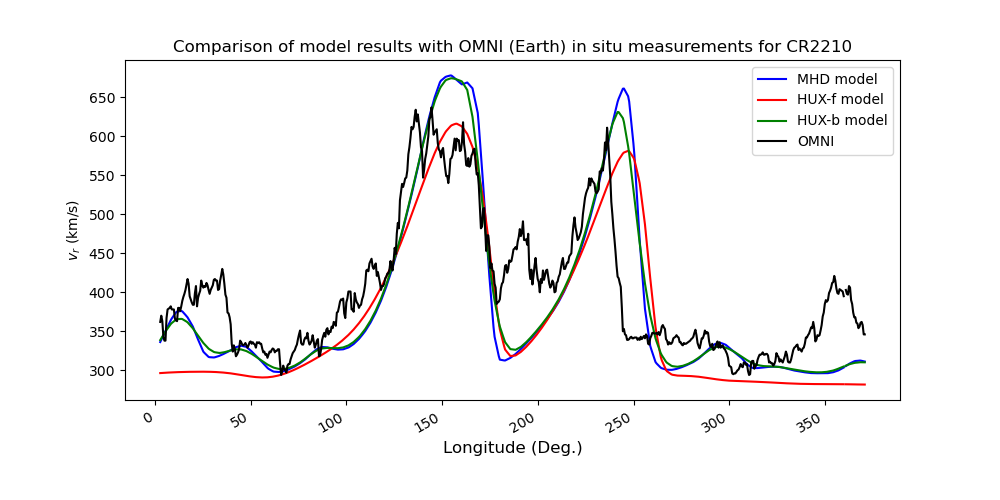 Comparison of model results with OMNI (Earth) in situ measurements for CR2210
MHD model
HUX-f model
HUX-b model
OMNI
650
600
550
500
450
400
350
300
v_r (km/s)
0
50
100
150
200
250
300
350
Longitude (Deg.)